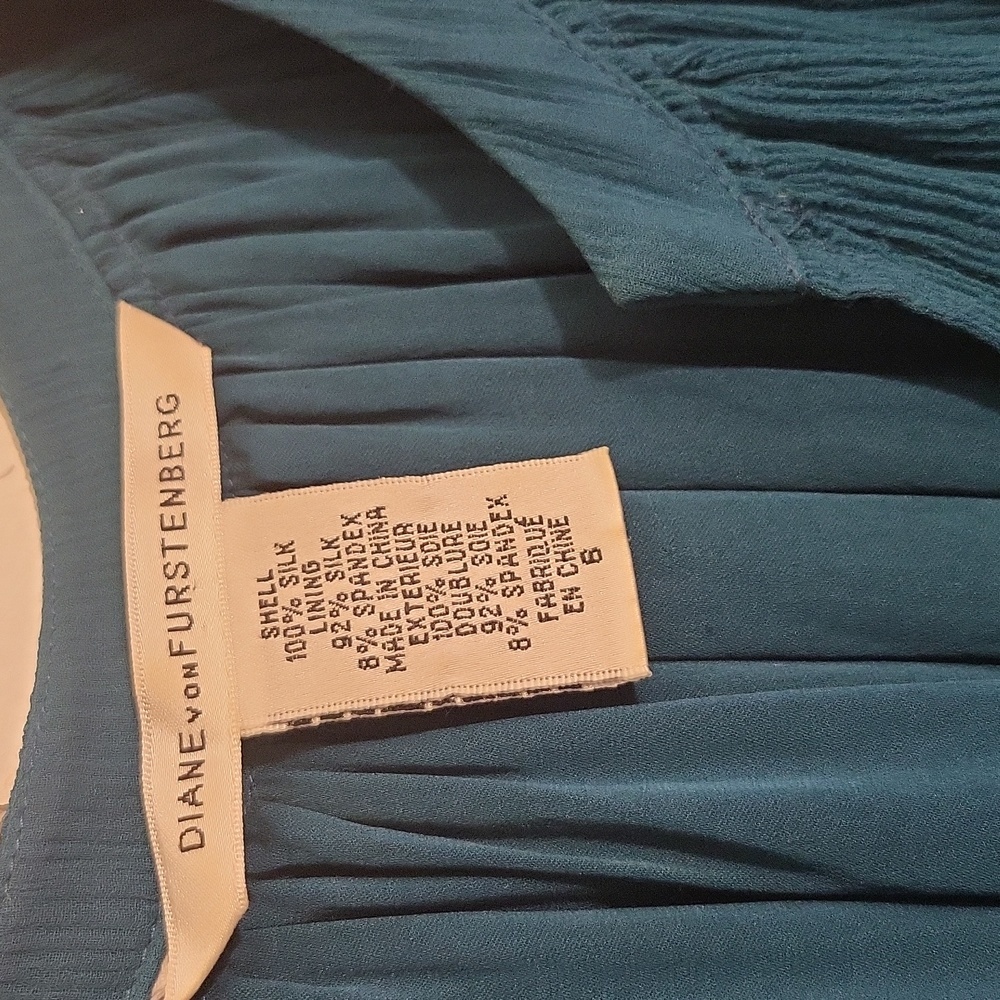 DIANE VON FURSTENBERG
SHELL
100% SILK
LINING
92% SILK
8% SPANDEX
MADE IN CHINA
EXTERIEUR
100% SOIE
DOUBLURE
92% SOIE
8% SPANDEX
FABRIQUÉ
EN CHINE
6